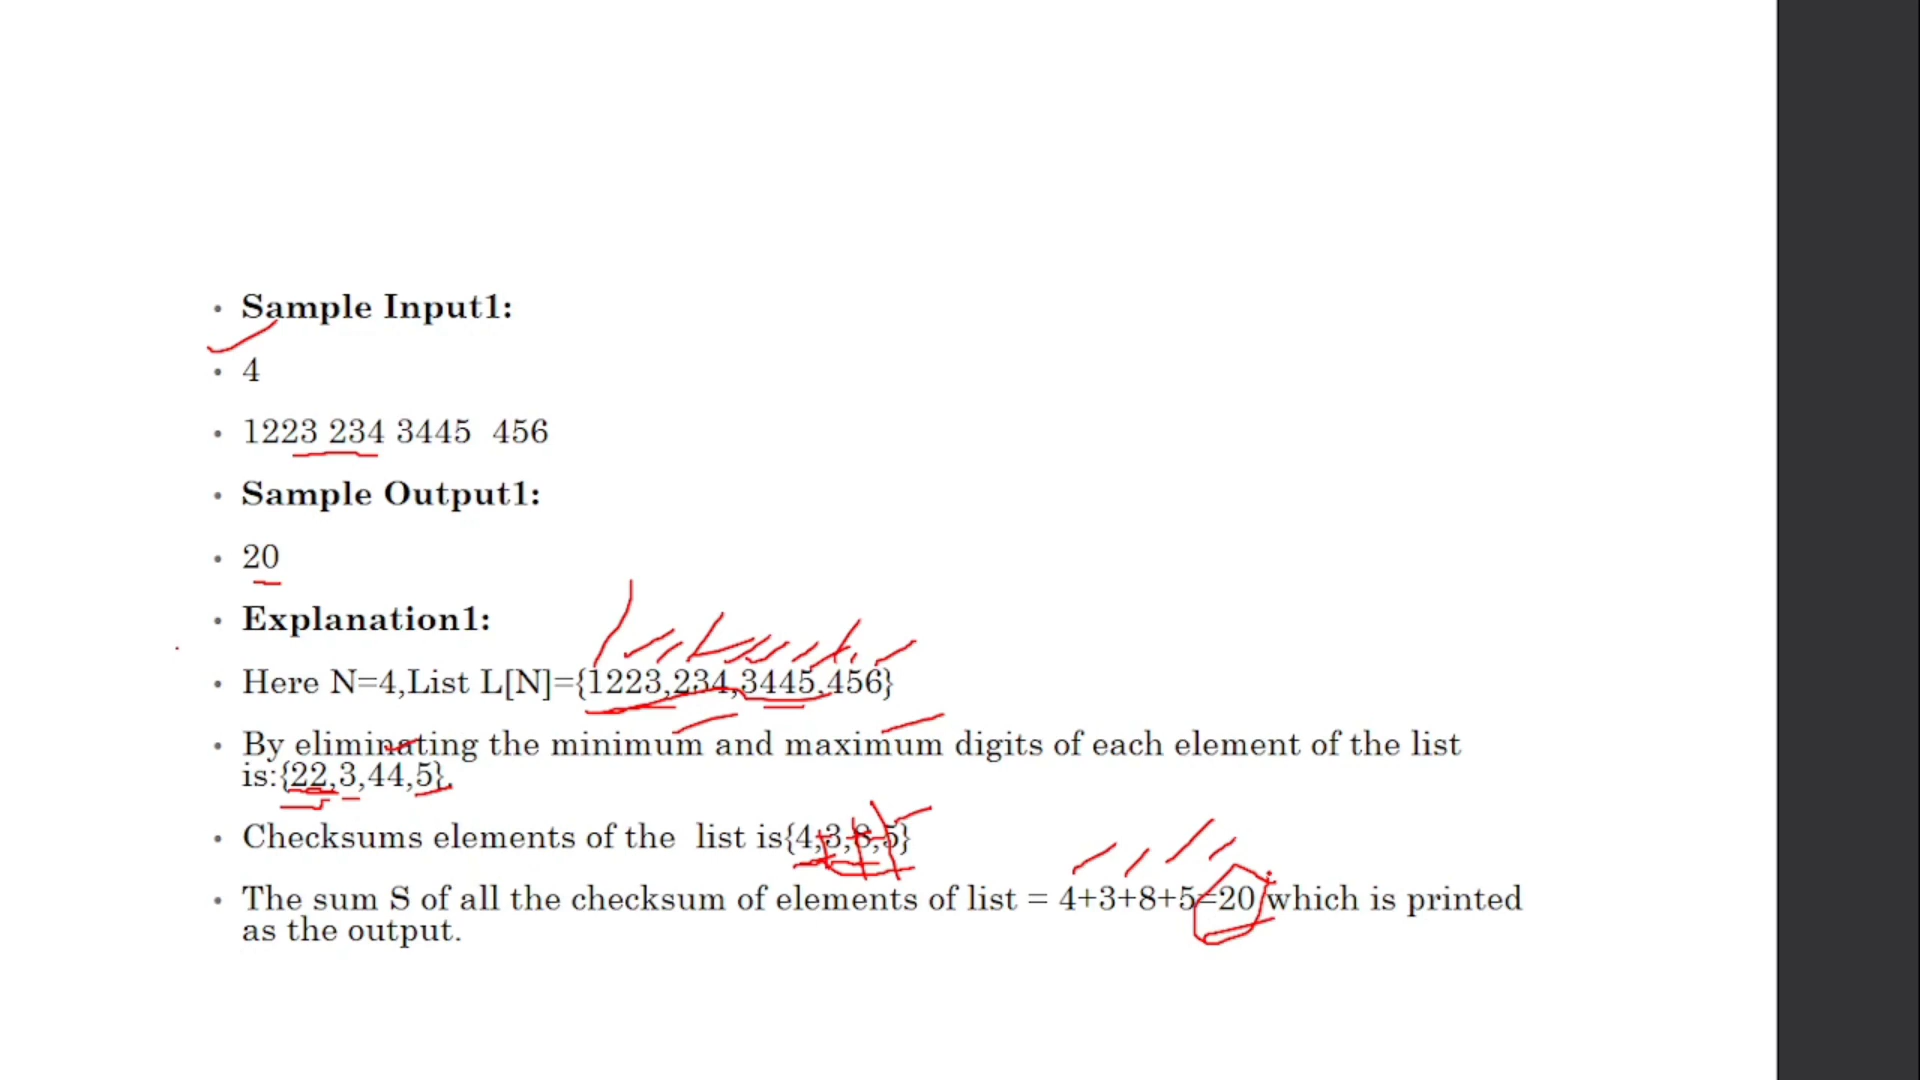 Sample Input1:
4
1223 234 3445  456
Sample Output1:
20
Explanation1:
Here N=4,List L[N]={1223,234,3445,456}
By eliminating the minimum and maximum digits of each element of the list
is:{22,3,44,5}.
Checksums elements of the  list is{4,3,8,5}
The sum S of all the checksum of elements of list = 4+3+8+5=20 which is printed
as the output.